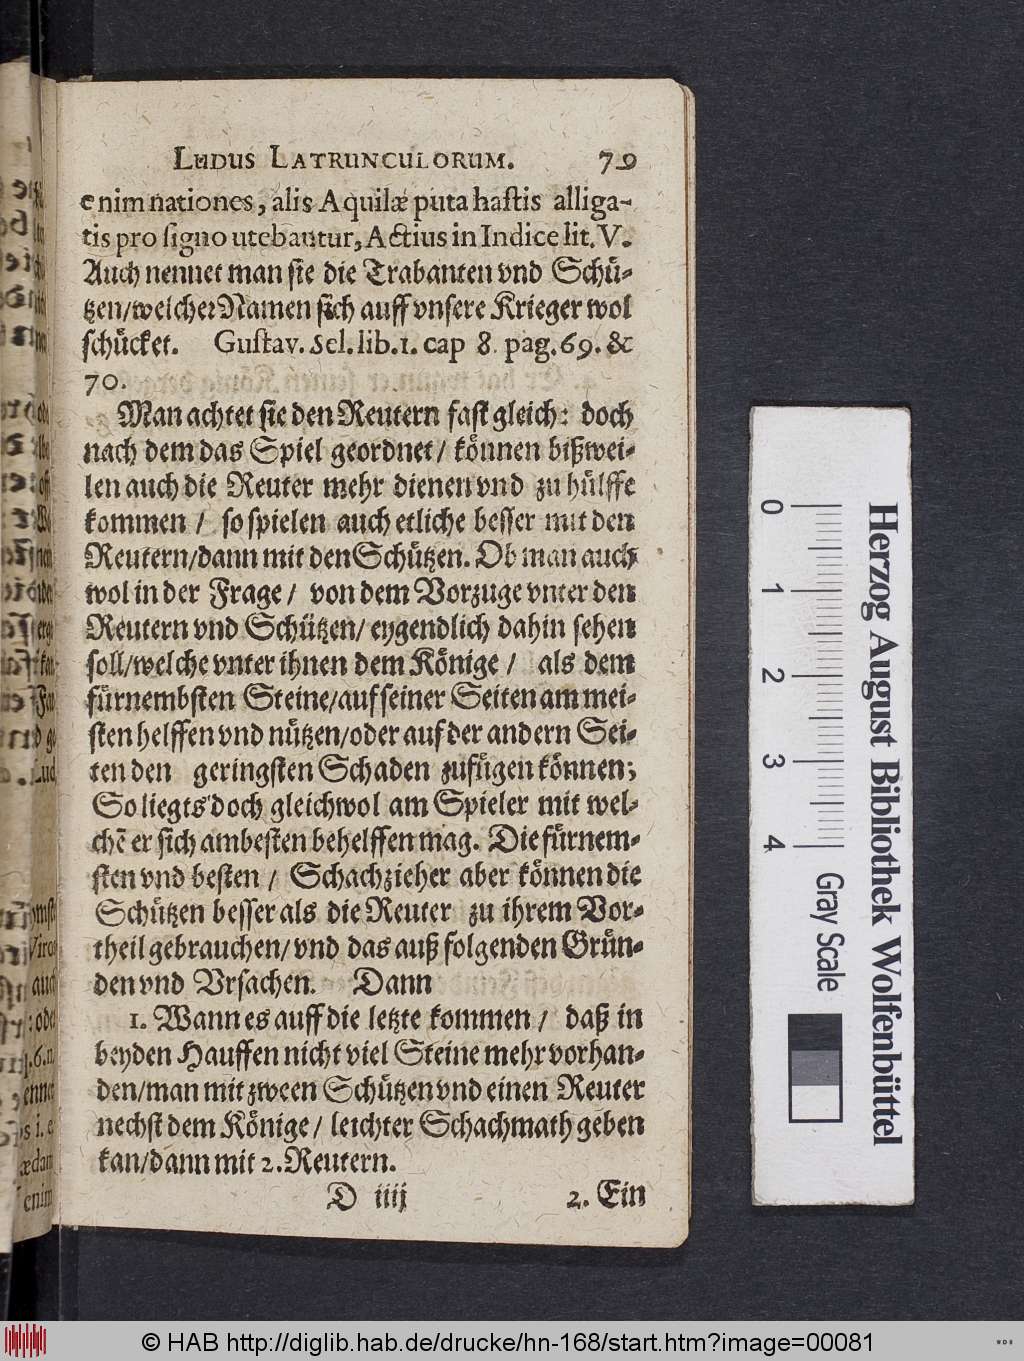 LUDUS LATRUNCULORUM. 79
enim nationes, alis Aquilæ puta hastis alliga-
tis pro signo utebantur, Actius in Indice lit. V.
Auch nennet man sie die Trabanten vnd Schü-
tzen/welcher Namen sich auff vnsere Krieger wol
schücket. Gustav. Sel. lib. 1. cap 8. pag. 69. &
70.
Man achtet sie den Reutern fast gleich: doch
nach dem das Spiel geordnet / können bißwei-
len auch die Reuter mehr dienen vnd zu hülffe
kommen / so spielen auch etliche besser mit den
Reutern/dann mit den Schützen. Ob man auch
wol in der Frage / von dem Vorzuge vnter den
Reutern vnd Schützen/ eygendlich dahin sehen
soll/welche vnter ihnen dem Könige / als dem
fürnembsten Steine/auf seiner Seiten am mei-
sten helffen vnd nützen/oder auf der andern Sei-
ten den geringsten Schaden zufügen können;
So liegts doch gleichwol am Spieler mit wel-
chē er sich am besten behelffen mag. Die fürnem-
sten vnd besten / Schachzieher aber können die
Schützen besser als die Reuter zu ihrem Vor-
theil gebrauchen/ vnd das auß folgenden Grün-
den vnd Vrsachen. Dann
1. Wann es auff die letzte kommen / daß in
beyden Hauffen nicht viel Steine mehr vorhan-
den/man mit zween Schützen vnd einen Reuter
nechst dem Könige / leichter Schachmath geben
kan/dann mit 2. Reutern.
D iiij 2. Ein
0 1 2 3 4
Gray Scale
Herzog August Bibliothek Wolfenbüttel
© HAB http://diglib.hab.de/drucke/hn-168/start.htm?image=00081